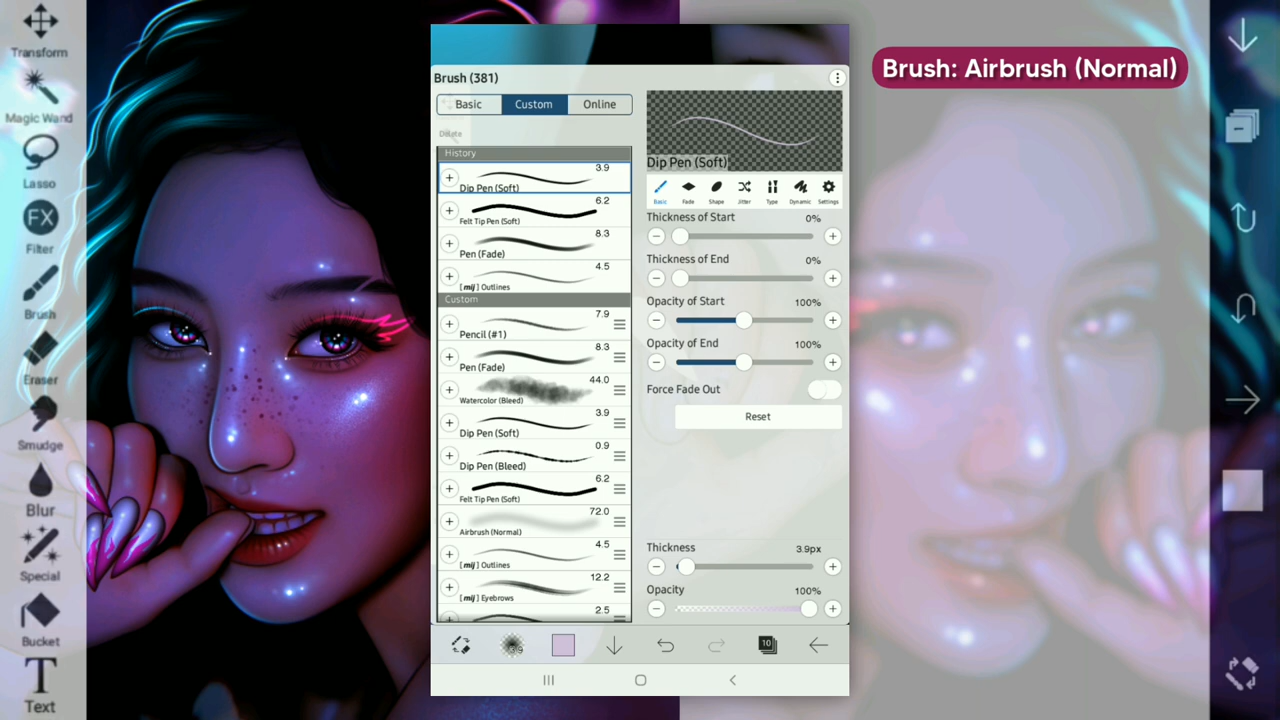 Transform
Magic Wand
Lasso
FX
Filter
Brush
Eraser
Smudge
Blur
Special
Bucket
T
Text
Brush (381)
Basic
Custom
Online
Delete
History
3.9
Dip Pen (Soft)
6.2
Felt Tip Pen (Soft)
8.3
Pen (Fade)
4.5
[mij] Outlines
Custom
7.9
Pencil (#1)
8.3
Pen (Fade)
44.0
Watercolor (Bleed)
3.9
Dip Pen (Soft)
0.9
Dip Pen (Bleed)
6.2
Felt Tip Pen (Soft)
72.0
Airbrush (Normal)
4.5
[mij] Outlines
12.2
[mij] Eyebrows
2.5
Dip Pen (Soft)
Basic
Fade
Shape
Jitter
Type
Dynamic
Settings
Thickness of Start 0%
Thickness of End 0%
Opacity of Start 100%
Opacity of End 100%
Force Fade Out
Reset
Thickness 3.9px
Opacity 100%
3.9
10
Brush: Airbrush (Normal)